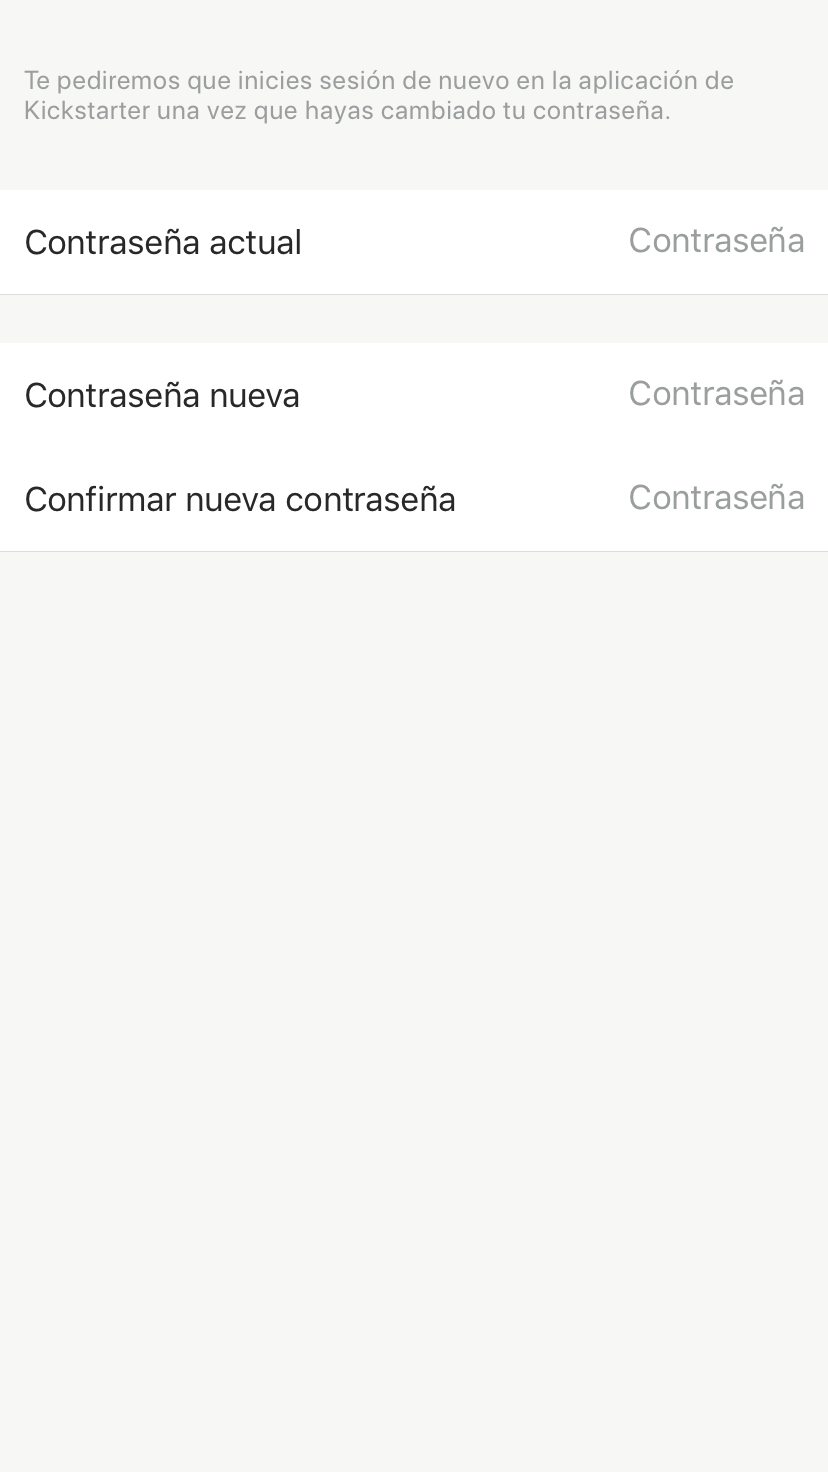 Te pediremos que inicies sesión de nuevo en la aplicación de
Kickstarter una vez que hayas cambiado tu contraseña.
Contraseña actual Contraseña
Contraseña nueva Contraseña
Confirmar nueva contraseña Contraseña